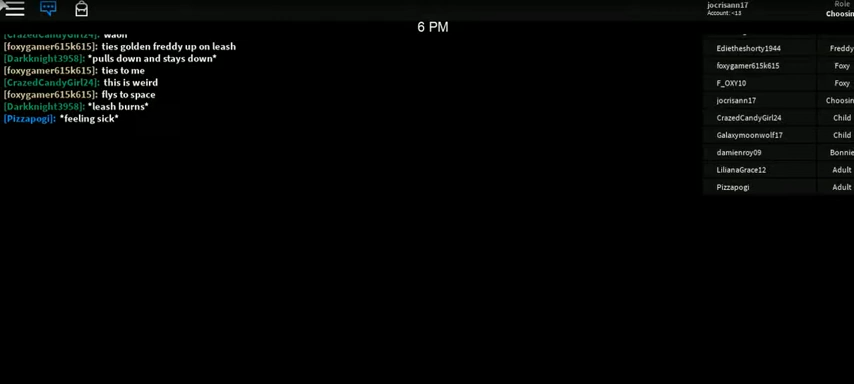 jocrisann17
Account: <13
Role
Choosin
6 PM
[CrazedCandyGirl24]: waoh
[foxygamer615k615]: ties golden freddy up on leash
[Darkknight3958]: *pulls down and stays down*
[foxygamer615k615]: ties to me
[CrazedCandyGirl24]: this is weird
[foxygamer615k615]: flys to space
[Darkknight3958]: *leash burns*
[Pizzapogi]: *feeling sick*
Edietheshorty1944 Freddy
foxygamer615k615 Foxy
F_OXY10 Foxy
jocrisann17 Choosin
CrazedCandyGirl24 Child
Galaxymoonwolf17 Child
damienroy09 Bonnie
LilianaGrace12 Adult
Pizzapogi Adult